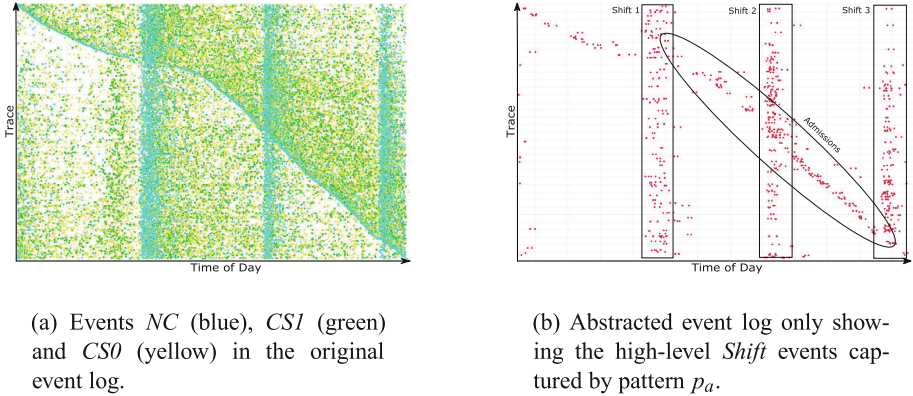 Trace
Time of Day
Shift 1
Shift 2
Shift 3
Admissions
Trace
Time of Day
(a) Events NC (blue), CS1 (green)
and CS0 (yellow) in the original
event log.
(b) Abstracted event log only show-
ing the high-level Shift events cap-
tured by pattern pa.